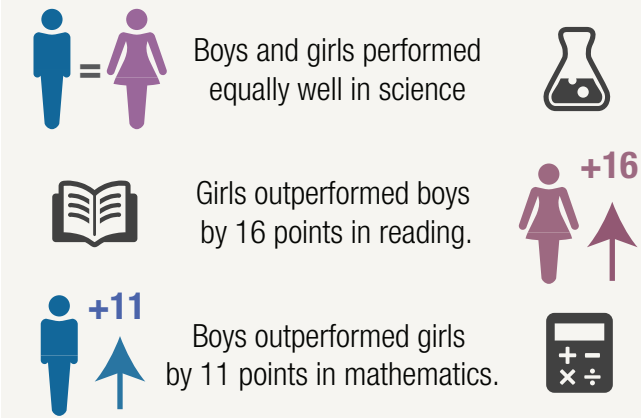 Boys and girls performed
equally well in science
=
+16
Girls outperformed boys
by 16 points in reading.
+11
Boys outperformed girls
by 11 points in mathematics.
+ −
× ÷